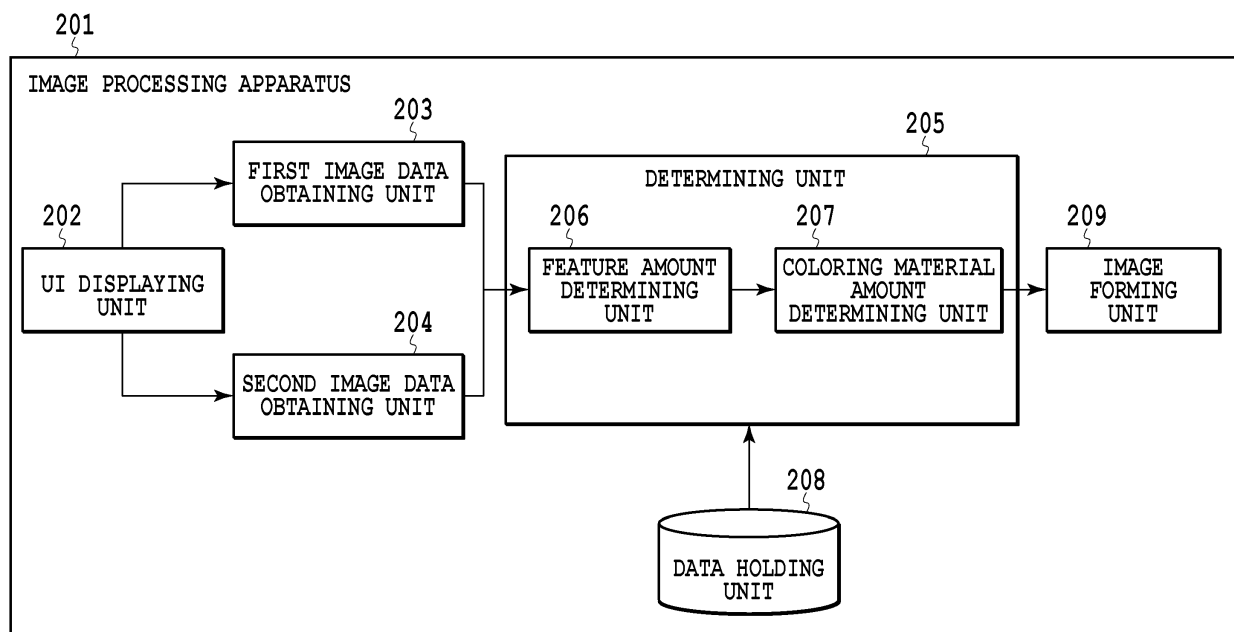 201
IMAGE PROCESSING APPARATUS
203
FIRST IMAGE DATA
OBTAINING UNIT
202
UI DISPLAYING
UNIT
204
SECOND IMAGE DATA
OBTAINING UNIT
205
DETERMINING UNIT
206
FEATURE AMOUNT
DETERMINING
UNIT
207
COLORING MATERIAL
AMOUNT
DETERMINING UNIT
209
IMAGE
FORMING
UNIT
208
DATA HOLDING
UNIT